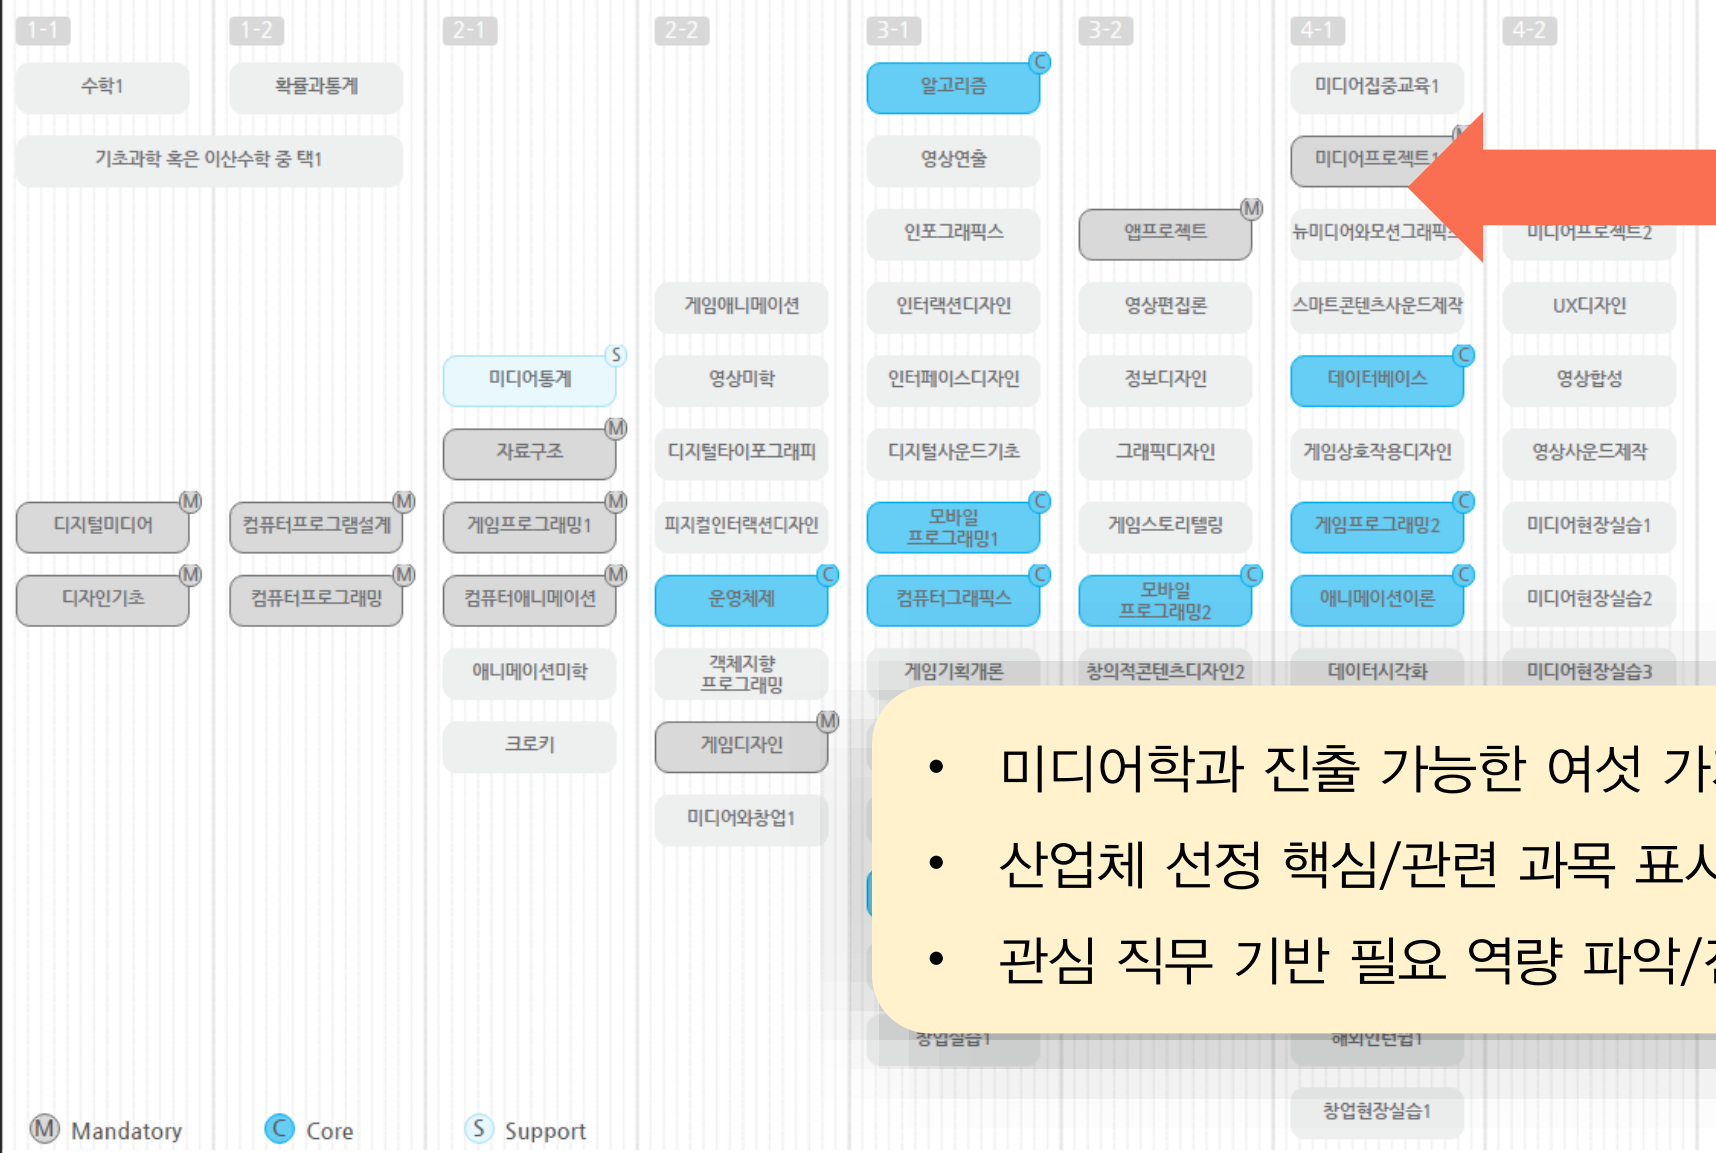 1-1
1-2
2-1
2-2
3-1
3-2
4-1
4-2
수학1
확률과통계
알고리즘
C
미디어집중교육1
기초과학 혹은 이산수학 중 택1
영상연출
미디어프로젝트1
인포그래픽스
앱프로젝트
M
뉴미디어와모션그래픽스
미디어프로젝트2
게임애니메이션
인터랙션디자인
영상편집론
스마트콘텐츠사운드제작
UX디자인
미디어통계
S
영상미학
인터페이스디자인
정보디자인
데이터베이스
C
영상합성
자료구조
M
디지털타이포그래피
디지털사운드기초
그래픽디자인
게임상호작용디자인
영상사운드제작
디지털미디어
M
컴퓨터프로그램설계
M
게임프로그래밍1
M
피지컬인터랙션디자인
모바일
프로그래밍1
C
게임스토리텔링
게임프로그래밍2
C
미디어현장실습1
디자인기초
M
컴퓨터프로그래밍
M
컴퓨터애니메이션
M
운영체제
C
컴퓨터그래픽스
C
모바일
프로그래밍2
C
애니메이션이론
C
미디어현장실습2
애니메이션미학
객체지향
프로그래밍
게임기획개론
창의적콘텐츠디자인2
데이터시각화
미디어현장실습3
크로키
게임디자인
M
미디어와창업1
• 미디어학과 진출 가능한 여섯
• 산업체 선정 핵심/관련 과목 표시
• 관심 직무 기반 필요 역량 파악/
창업실습1
해외인턴쉽1
창업현장실습1
M Mandatory
C Core
S Support